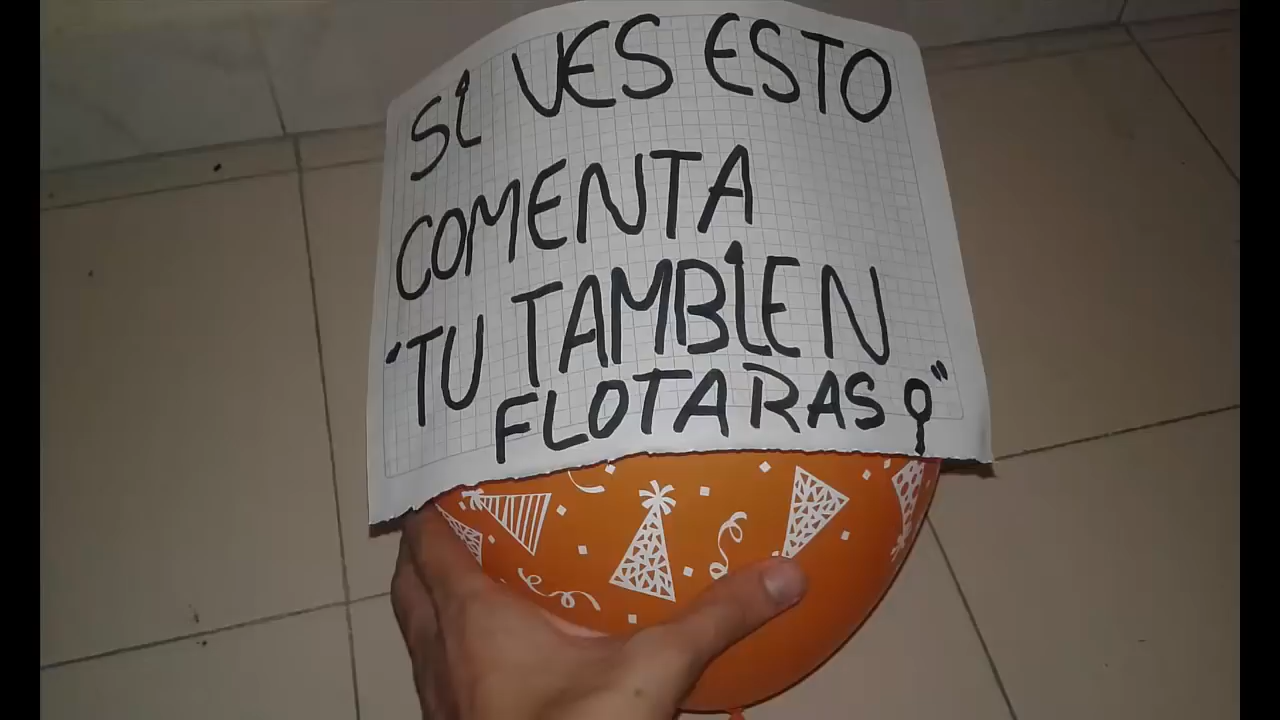 Si VES ESTO
COMENTA
"TU TAMBiEN
FLOTARAS🎈"